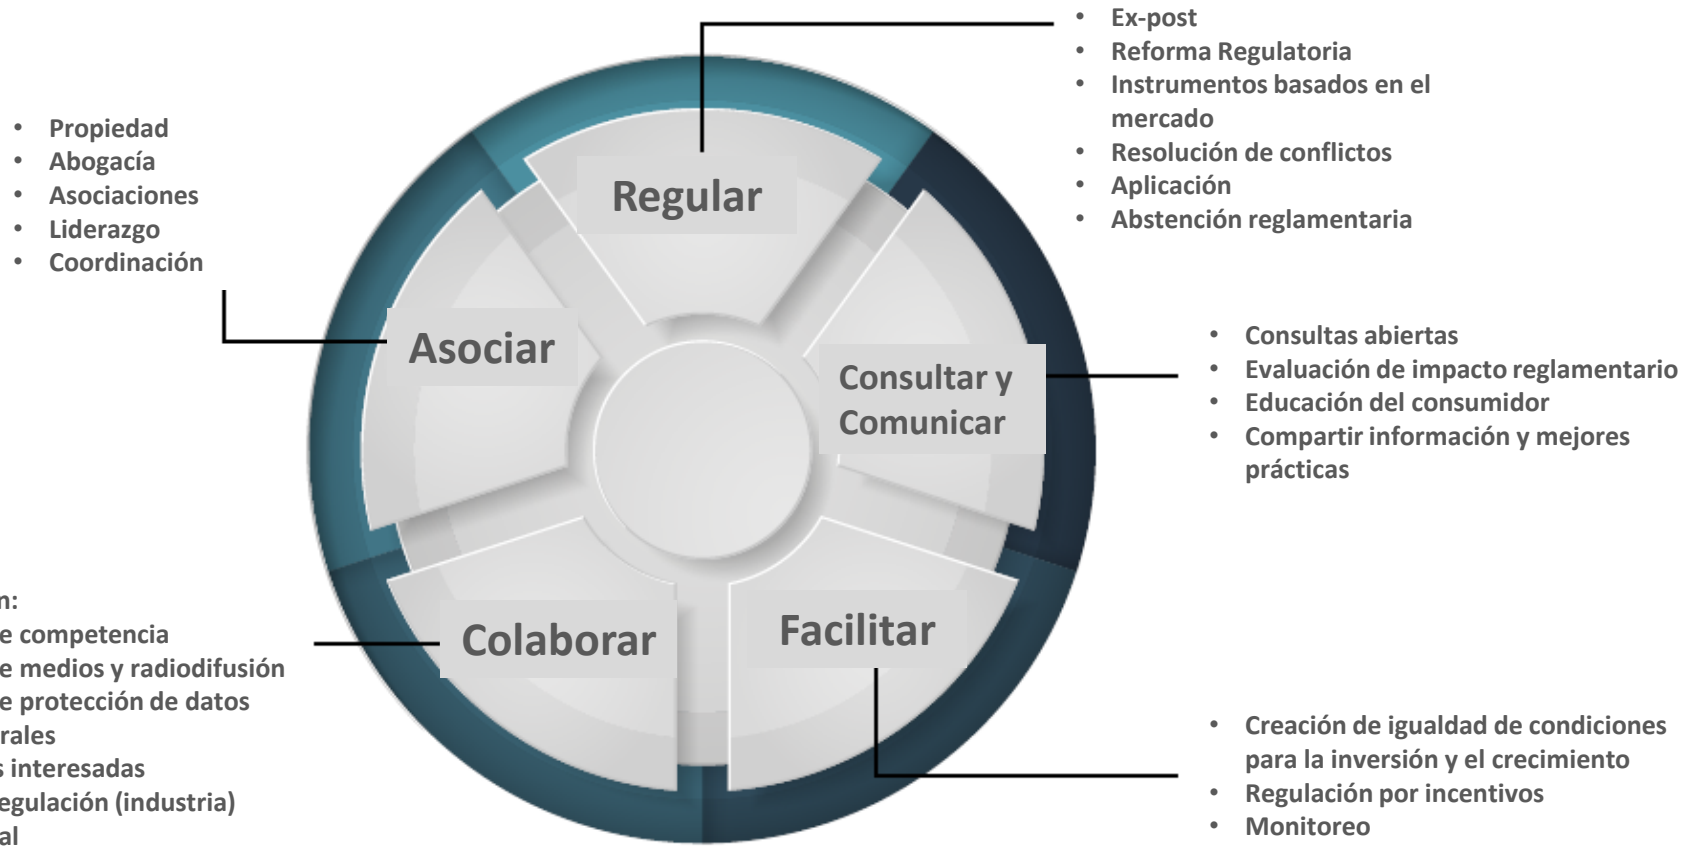 • Ex-post
• Reforma Regulatoria
• Instrumentos basados en el
mercado
• Resolución de conflictos
• Aplicación
• Abstención reglamentaria
• Propiedad
• Abogacía
• Asociaciones
• Liderazgo
• Coordinación
Regular
Asociar
Consultar y
Comunicar
• Consultas abiertas
• Evaluación de impacto reglamentario
• Educación del consumidor
• Compartir información y mejores
prácticas
n:
e competencia
e medios y radiodifusión
e protección de datos
rales
s interesadas
egulación (industria)
al
Colaborar
Facilitar
• Creación de igualdad de condiciones
para la inversión y el crecimiento
• Regulación por incentivos
• Monitoreo